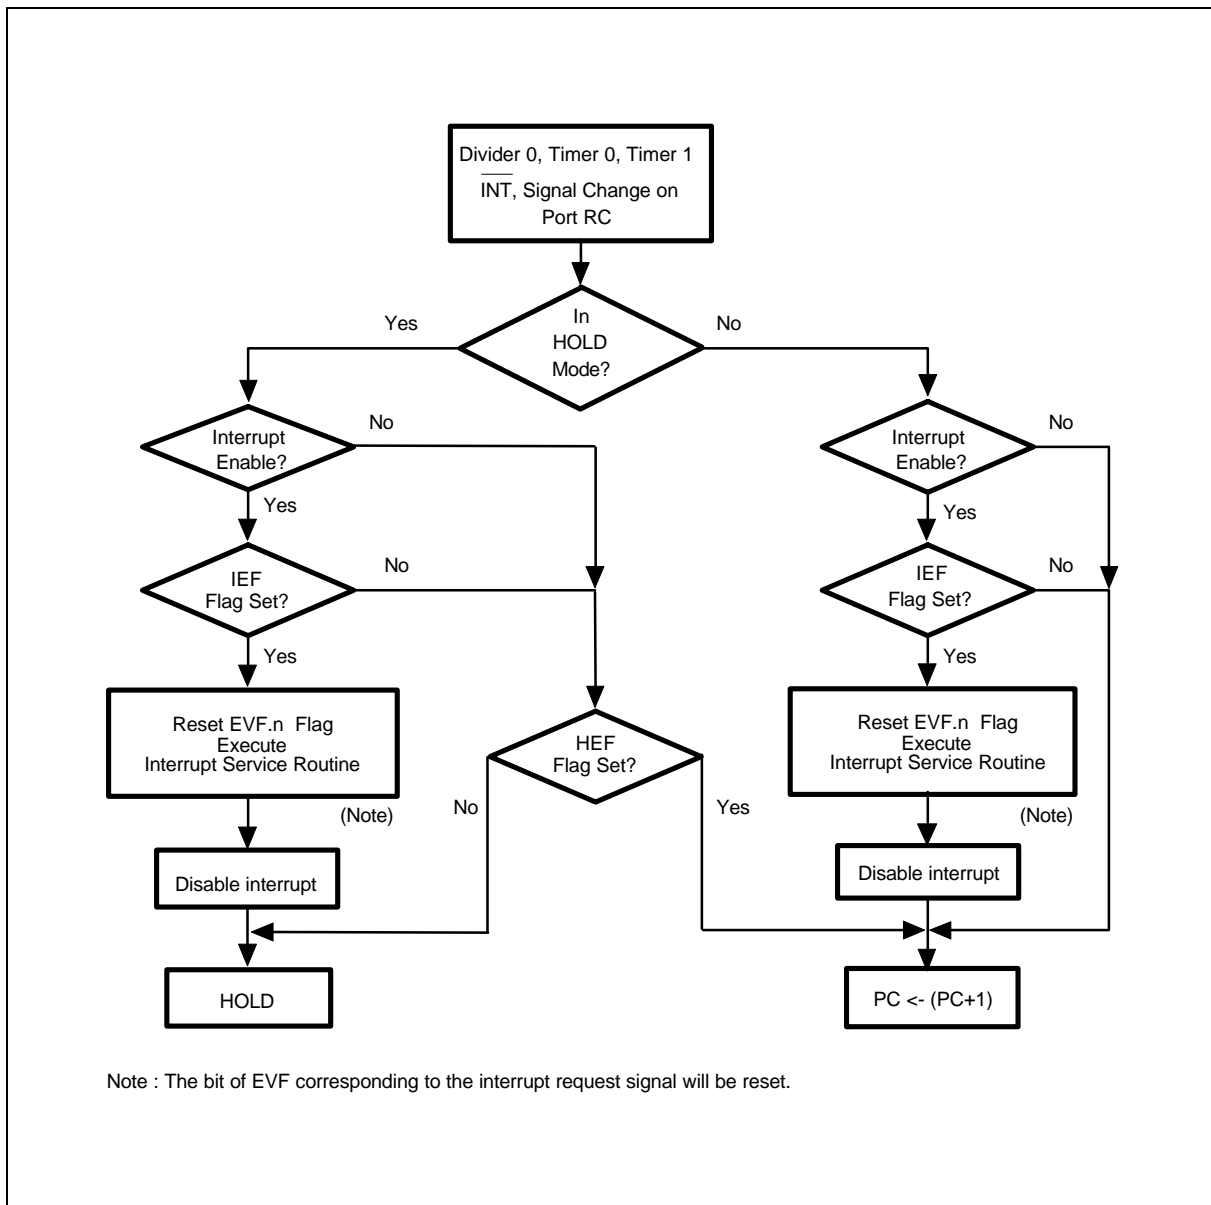 Divider 0, Timer 0, Timer 1
INT, Signal Change on
Port RC
In
HOLD
Mode?
Yes
No
Interrupt
Enable?
No
Yes
IEF
Flag Set?
No
Yes
Reset EVF.n Flag
Execute
Interrupt Service Routine
(Note)
Disable interrupt
HOLD
HEF
Flag Set?
No
Yes
Interrupt
Enable?
No
Yes
IEF
Flag Set?
No
Yes
Reset EVF.n Flag
Execute
Interrupt Service Routine
(Note)
Disable interrupt
PC <- (PC+1)
Note : The bit of EVF corresponding to the interrupt request signal will be reset.